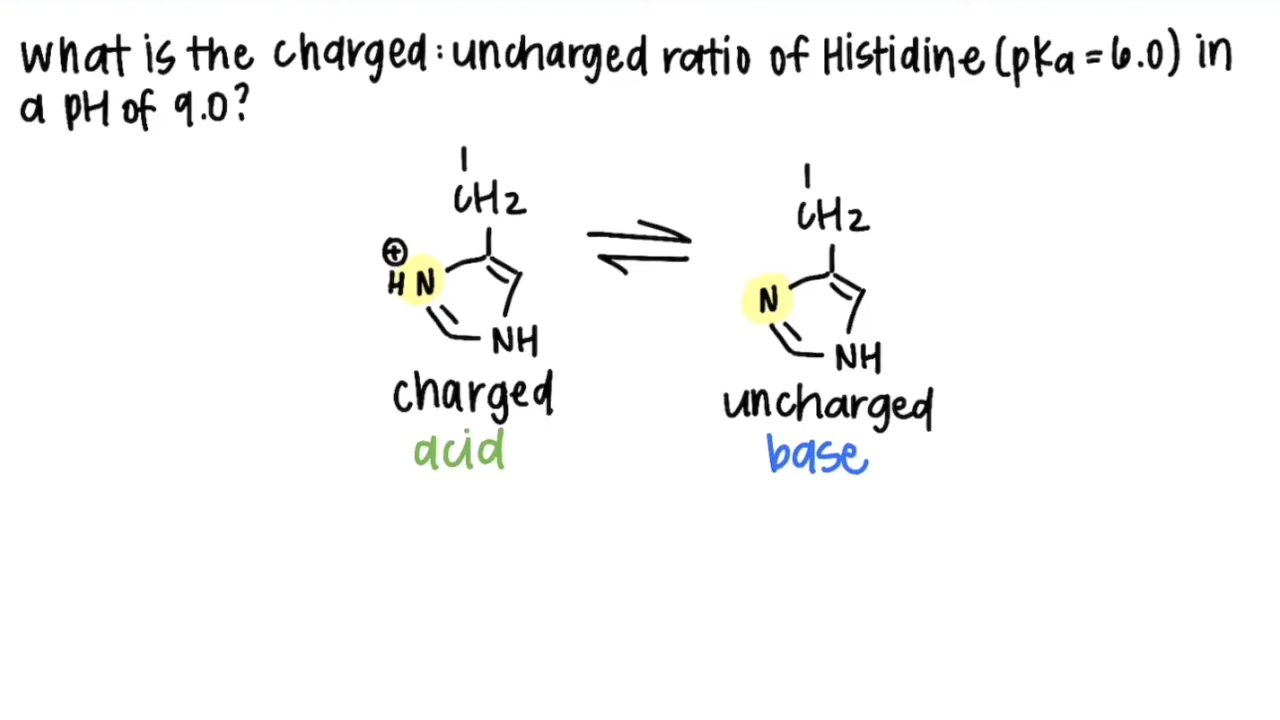 what is the charged:uncharged ratio of Histidine (pKa=6.0) in
a pH of 9.0?
CH2
CH2
⊕
HN
N
NH
NH
charged
uncharged
acid
base